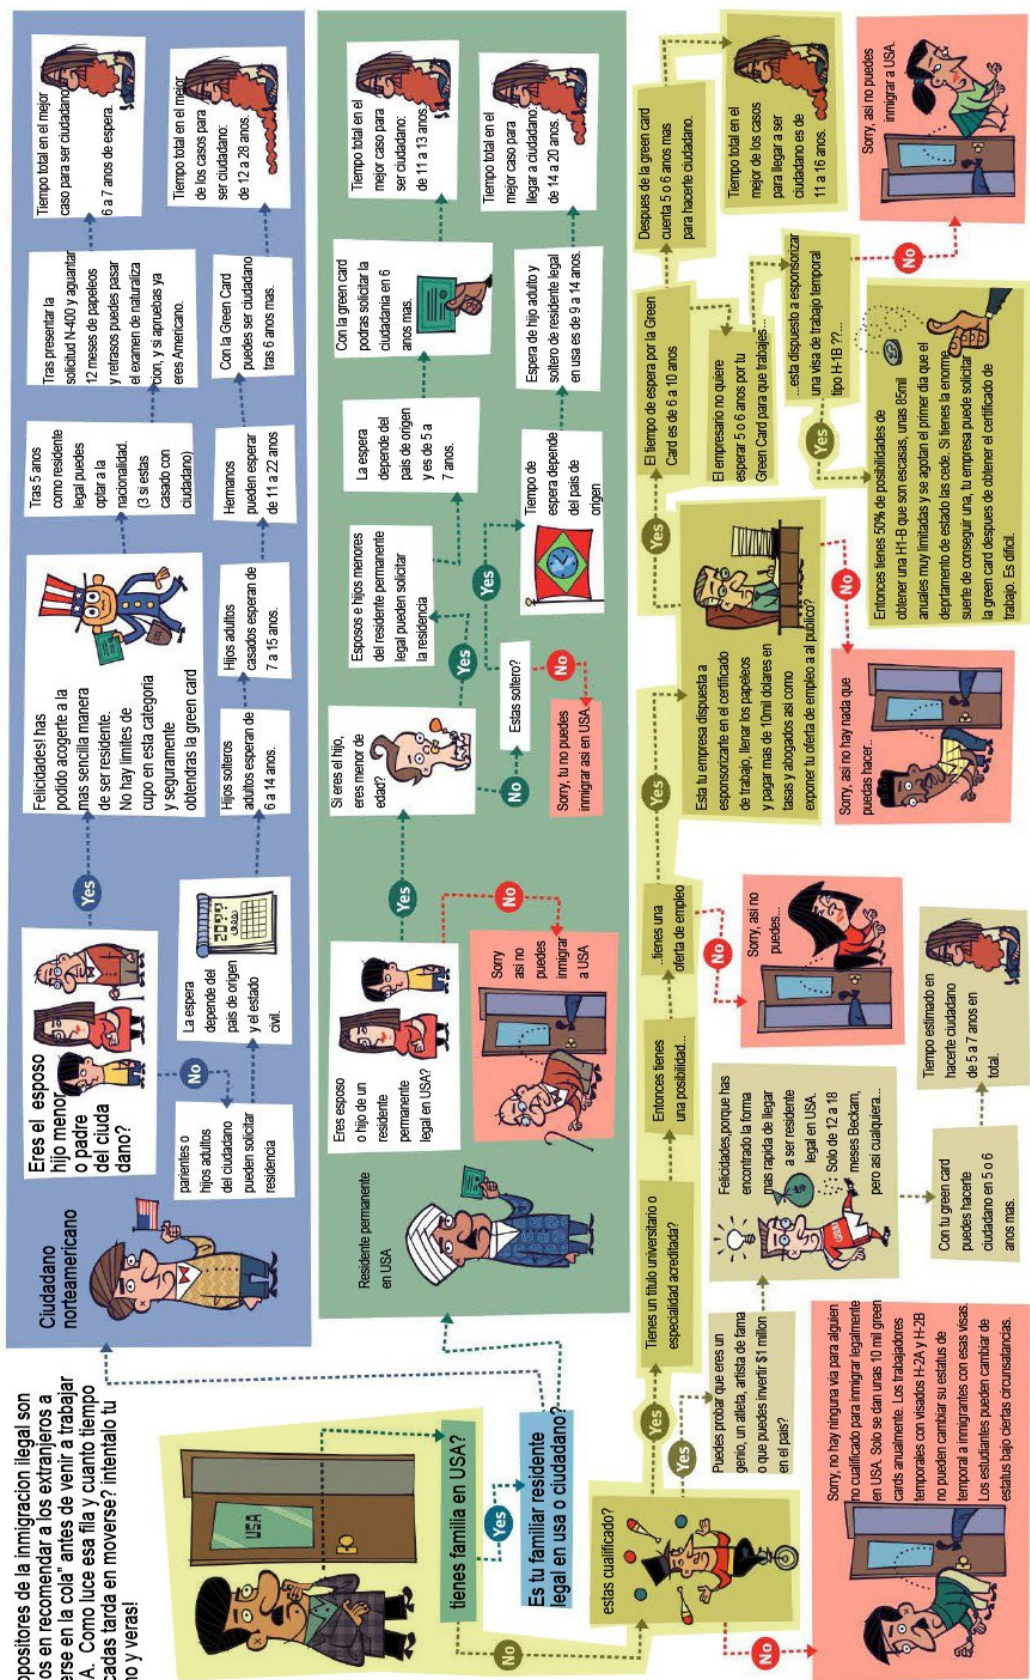 opositores de la inmigracion ilegal son
os en recomendar a los extranjeros a
erse en la cola" antes de venir a trabajar
A. Como luce esa fila y cuanto tiempo
cadas tarda en moverse? intentalo tu
no y veras!
USA
tienes familia en USA?
Yes
Es tu familiar residente
legal en usa o ciudadano?
No
Ciudadano
norteamericano
Eres el esposo
hijo menor
o padre
del ciuda
dano?
Yes
Felicidades! has
podido acogerte a la
mas sencilla manera
de ser residente.
No hay limites de
cupo en esta categoria
y seguramente
obtendras la green card
Tras 5 anos
como residente
legal puedes
optar a la
nacionalidad.
(3 si estas
casado con
ciudadano)
Tras presentar la
solicitud N-400 y aguantar
12 meses de papeleos
y retrasos puedes pasar
el examen de naturaliza
cion, y si apruebas ya
eres Americano.
Tiempo total en el mejor
caso para ser ciudadano:
6 a 7 anos de espera.
No
parientes o
hijos adultos
del ciudadano
pueden solicitar
residencia
La espera
depende del
pais de origen
y el estado
civil.
Hijos solteros
adultos esperan de
6 a 14 anos.
Hijos adultos
casados esperan de
7 a 15 anos.
Hermanos
pueden esperar
de 11 a 22 anos
Con la Green Card
puedes ser ciudadano
tras 6 anos mas.
Tiempo total en el mejor
de los casos para
ser ciudadano:
de 12 a 28 anos.
Residente permanente
en USA
Eres esposo
o hijo de un
residente
permanente
legal en USA?
Yes
Si eres el hijo,
eres menor de
edad?
Yes
Esposos e hijos menores
del residente permanente
legal pueden solicitar
la residencia
La espera
depende del
pais de origen
y es de 5 a
7 anos.
Con la green card
podras solicitar la
ciudadania en 6
anos mas.
Tiempo total en el
mejor caso para
ser ciudadano:
de 11 a 13 anos.
No
Sorry
asi no
puedes
inmigrar
a USA
No
Estas soltero?
Yes
Tiempo de
espera depende
del pais de
origen
Espera de hijo adulto y
soltero de residente legal
en usa es de 9 a 14 anos.
Tiempo total en el
mejor caso para
llegar a ciudadano:
de 14 a 20 anos.
No
Sorry, tu no puedes
inmigrar asi en USA
estas cualificado?
Yes
Tienes un titulo universitario o
especialidad acreditada?
Entonces tienes
una posibilidad...
..tienes una
oferta de empleo
Yes
Esta tu empresa dispuesta a
esponsorizarte en el certificado
de trabajo, llenar los papeleos
y pagar mas de 10mil dolares en
tasas y abogados asi como
exponer tu oferta de empleo a al publico?
Yes
El tiempo de espera por la Green
Card es de 6 a 10 anos
Despues de la green card
cuenta 5 o 6 anos mas
para hacerte ciudadano.
Tiempo total en el
mejor de los casos
para llegar a ser
ciudadano es de
11 a 16 anos.
El empresario no quiere
esperar 5 o 6 anos por tu
Green Card para que trabajes...
...esta dispuesto a esponsorizar
una visa de trabajo temporal
tipo H-1B ??...
No
Sorry, asi no puedes
inmigrar a USA.
Yes
Entonces tienes 50% de posibilidades de
obtener una H1-B que son escasas, unas 85mil
anuales muy limitadas y se agotan el primer dia que el
deprtamento de estado las cede. Si tienes la enorme
suerte de conseguir una, tu empresa puede solicitar
la green card despues de obtener el certificado de
trabajo. Es dificil.
No
Sorry, asi no hay nada que
puedas hacer..
No
Sorry, asi no
puedes...
Yes
Puedes probar que eres un
genio, un atleta, artista de fama
o que puedes invertir $1 millon
en el pais?
Felicidades,porque has
encontrado la forma
mas rapida de llegar
a ser residente
legal en USA.
Solo de 12 a 18
meses Beckam,
pero asi cualquiera..
Con tu green card
puedes hacerte
ciudadano en 5 o 6
anos mas.
Tiempo estimado en
hacerte ciudadano
de 5 a 7 anos en
total.
No
Sorry, no hay ninguna via para alguien
no cualificado para inmigrar legalmente
en USA. Solo se dan unas 10 mil green
cards anualmente. Los trabajadores
temporales con visados H-2A y H-2B
no pueden cambiar su estatus de
temporal a inmigrantes con esas visas.
Los estudiantes pueden cambiar de
estatus bajo ciertas circunsatancias.